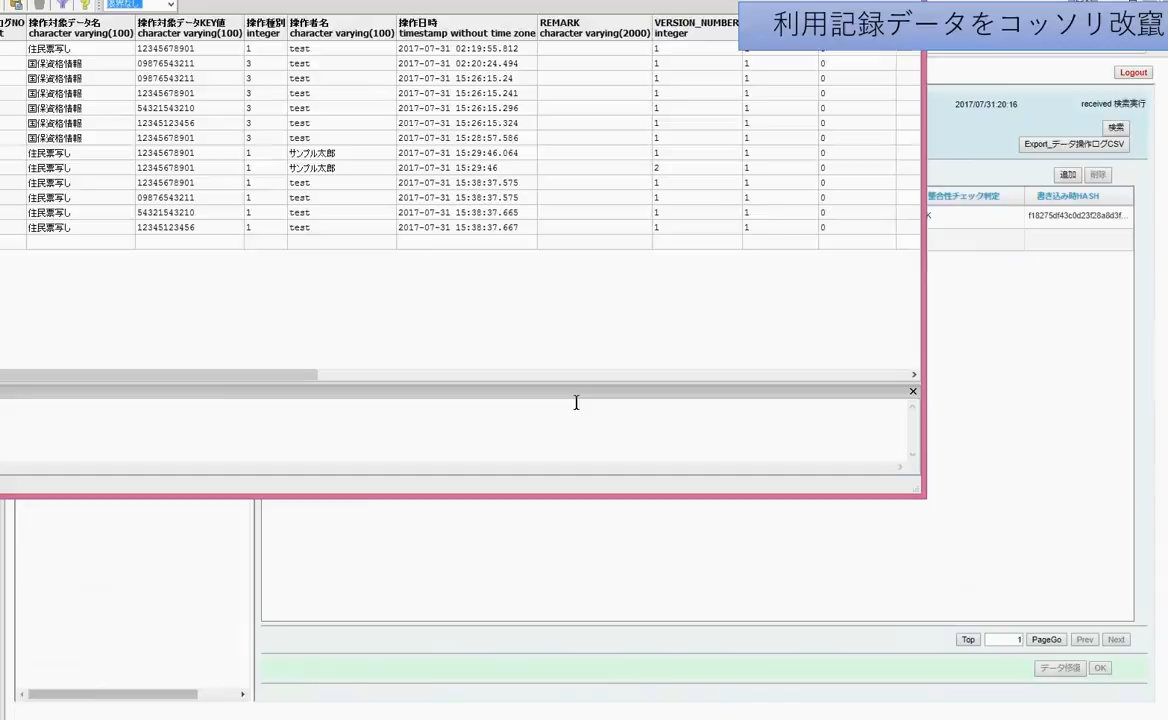 利用記録データをコッソリ改竄
グNO 操作対象データ名 操作対象データKEY値 操作種別 操作者名 操作日時 REMARK VERSION_NUMBER
t character varying(100) character varying(100) integer character varying(100) timestamp without time zone character varying(2000) integer
住民票写し 12345678901 1 test 2017-07-31 02:19:55.812 1 1 0
国保資格情報 09876543211 3 test 2017-07-31 02:20:24.494 1 1 0
国保資格情報 09876543211 3 test 2017-07-31 15:26:15.24 1 1 0
国保資格情報 12345678901 3 test 2017-07-31 15:26:15.241 1 1 0
国保資格情報 54321543210 3 test 2017-07-31 15:26:15.296 1 1 0
国保資格情報 12345123456 3 test 2017-07-31 15:26:15.324 1 1 0
国保資格情報 12345678901 3 test 2017-07-31 15:28:57.586 1 1 0
住民票写し 12345678901 1 サンプル太郎 2017-07-31 15:29:46.064 1 1 0
住民票写し 12345678901 1 サンプル太郎 2017-07-31 15:29:46 2 1 0
住民票写し 12345678901 1 test 2017-07-31 15:38:37.575 1 1 0
住民票写し 09876543211 1 test 2017-07-31 15:38:37.575 1 1 0
住民票写し 54321543210 1 test 2017-07-31 15:38:37.665 1 1 0
住民票写し 12345123456 1 test 2017-07-31 15:38:37.667 1 1 0
Logout
2017/07/31 20:16 received 検索実行
検索
Export_データ操作ログCSV
追加 削除
整合性チェック判定 書き込み時HASH
K f18275df43c0d23f28a8d3f...
Top 1 PageGo Prev Next
データ修復 OK